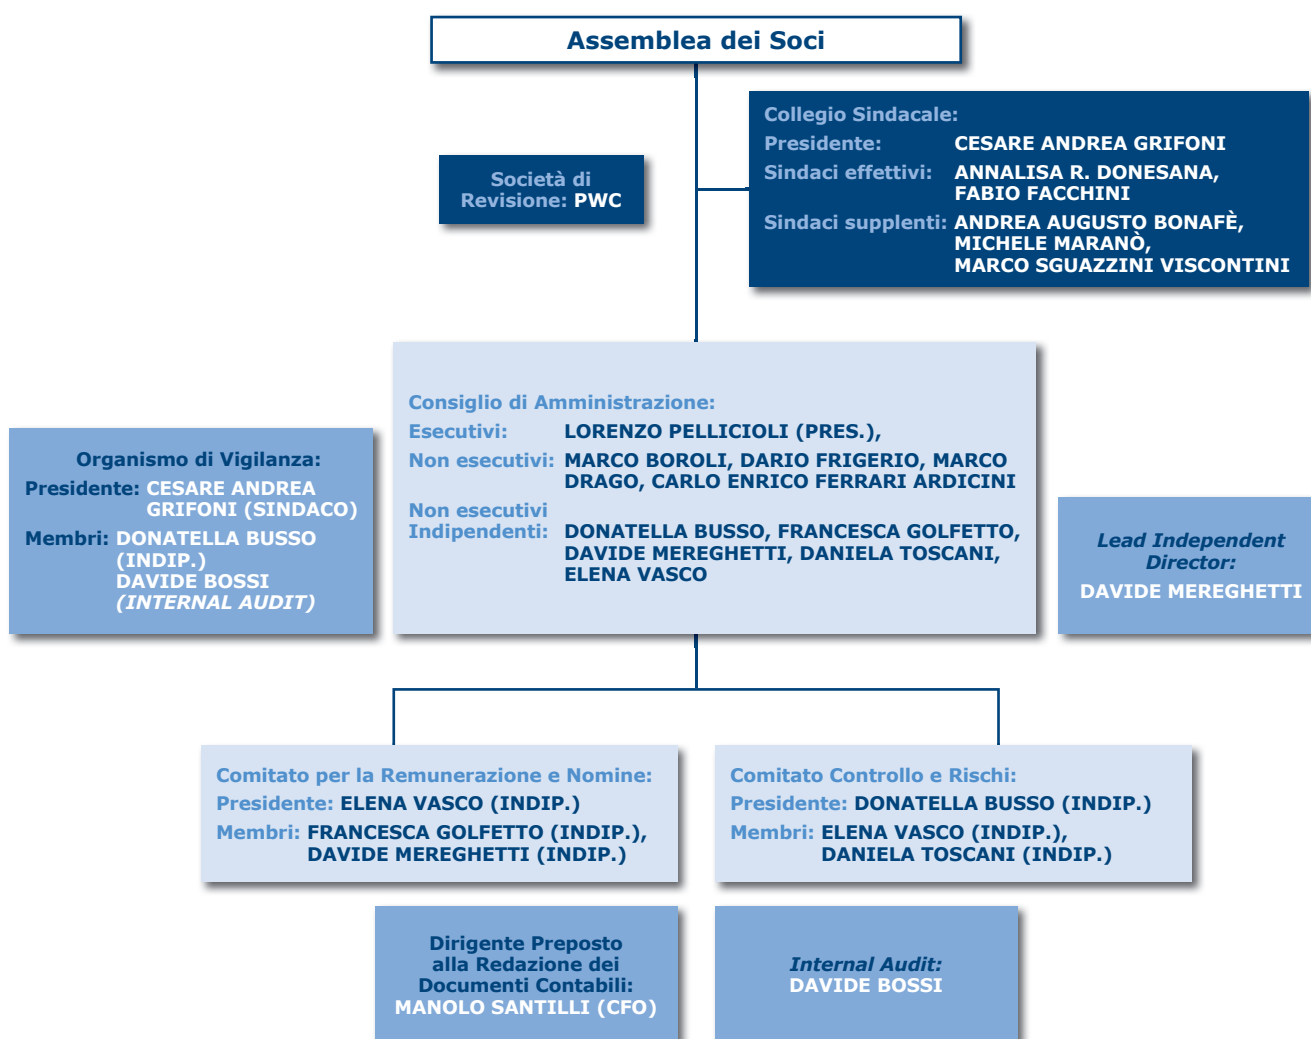 Assemblea dei Soci
Collegio Sindacale:
Presidente: CESARE ANDREA GRIFONI
Sindaci effettivi: ANNALISA R. DONESANA,
FABIO FACCHINI
Sindaci supplenti: ANDREA AUGUSTO BONAFÈ,
MICHELE MARANÒ,
MARCO SGUAZZINI VISCONTINI
Società di
Revisione: PWC
Consiglio di Amministrazione:
Esecutivi: LORENZO PELLICIOLI (PRES.),
Non esecutivi: MARCO BOROLI, DARIO FRIGERIO, MARCO
DRAGO, CARLO ENRICO FERRARI ARDICINI
Non esecutivi
Indipendenti: DONATELLA BUSSO, FRANCESCA GOLFETTO,
DAVIDE MEREGHETTI, DANIELA TOSCANI,
ELENA VASCO
Organismo di Vigilanza:
Presidente: CESARE ANDREA
GRIFONI (SINDACO)
Membri: DONATELLA BUSSO
(INDIP.)
DAVIDE BOSSI
(INTERNAL AUDIT)
Lead Independent
Director:
DAVIDE MEREGHETTI
Comitato per la Remunerazione e Nomine:
Presidente: ELENA VASCO (INDIP.)
Membri: FRANCESCA GOLFETTO (INDIP.),
DAVIDE MEREGHETTI (INDIP.)
Comitato Controllo e Rischi:
Presidente: DONATELLA BUSSO (INDIP.)
Membri: ELENA VASCO (INDIP.),
DANIELA TOSCANI (INDIP.)
Dirigente Preposto
alla Redazione dei
Documenti Contabili:
MANOLO SANTILLI (CFO)
Internal Audit:
DAVIDE BOSSI